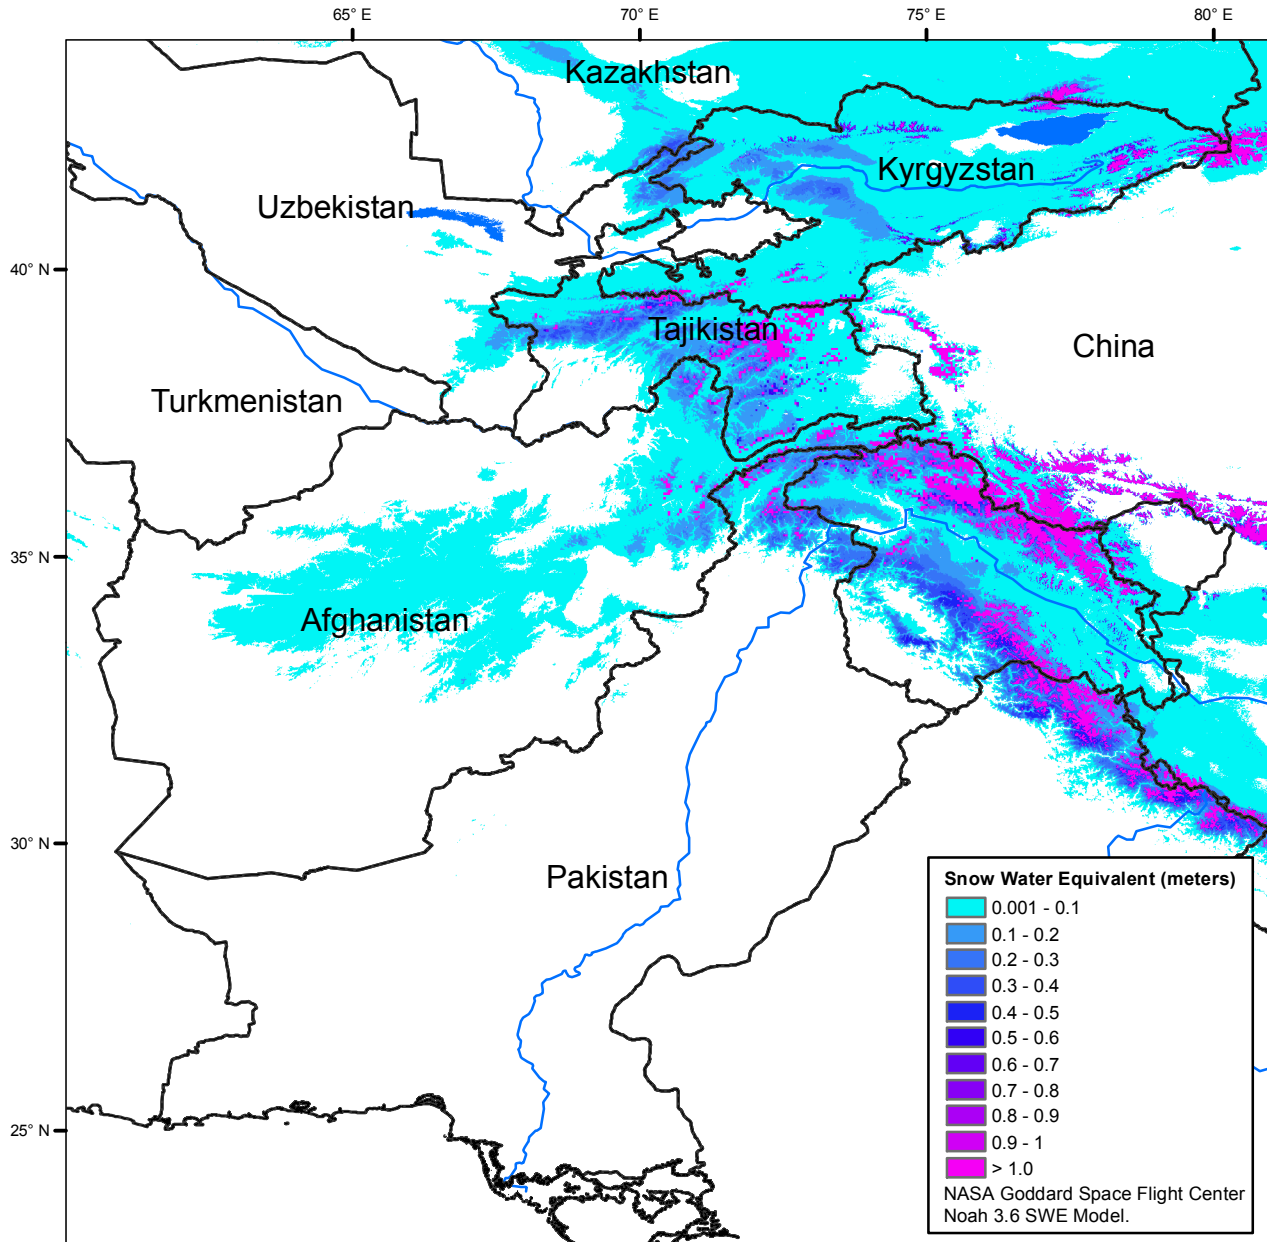 65° E
70° E
75° E
80° E
Kazakhstan
Kyrgyzstan
Uzbekistan
40° N
Tajikistan
China
Turkmenistan
35° N
Afghanistan
30° N
Pakistan
25° N
Snow Water Equivalent (meters)
0.001 - 0.1
0.1 - 0.2
0.2 - 0.3
0.3 - 0.4
0.4 - 0.5
0.5 - 0.6
0.6 - 0.7
0.7 - 0.8
0.8 - 0.9
0.9 - 1
> 1.0
NASA Goddard Space Flight Center
Noah 3.6 SWE Model.